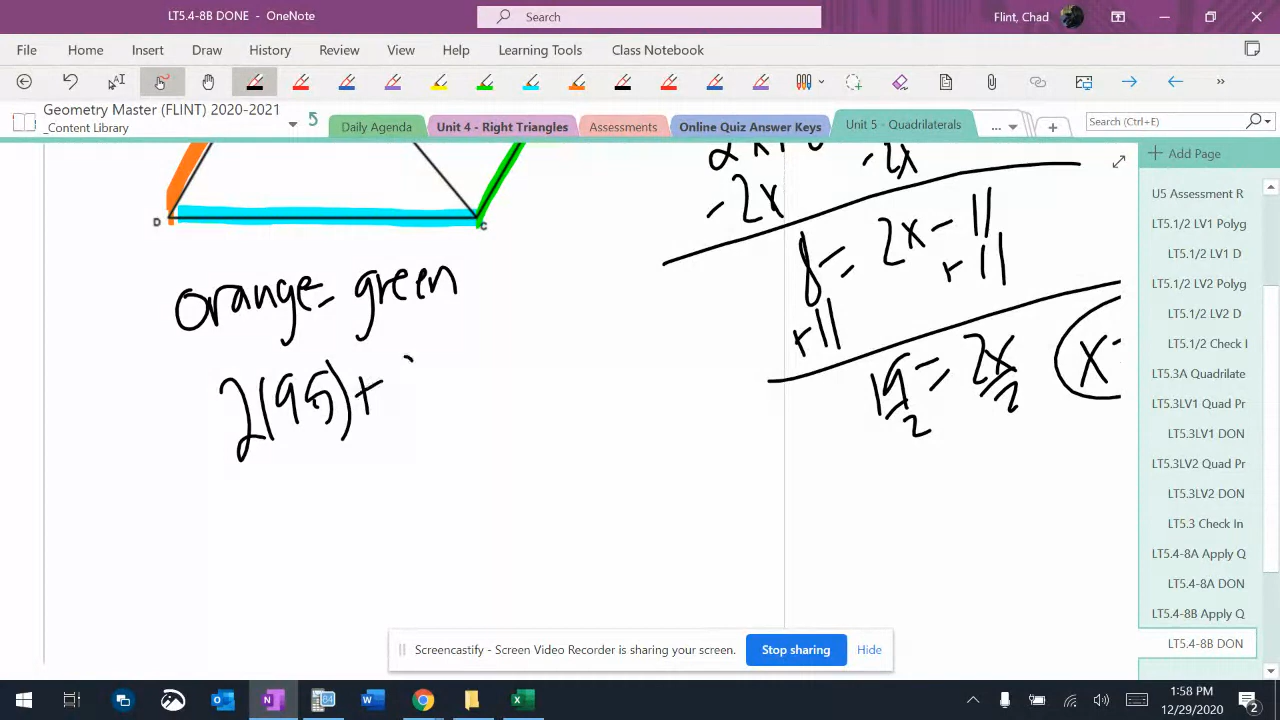 LT5.4-8B DONE - OneNote
Search
Flint, Chad
File Home Insert Draw History Review View Help Learning Tools Class Notebook
Geometry Master (FLINT) 2020-2021
_Content Library
Daily Agenda
Unit 4 - Right Triangles
Assessments
Online Quiz Answer Keys
Unit 5 - Quadrilaterals
...
Search (Ctrl+E)
Add Page
U5 Assessment R
LT5.1/2 LV1 Polyg
LT5.1/2 LV1 D
LT5.1/2 LV2 Polyg
LT5.1/2 LV2 D
LT5.1/2 Check I
LT5.3A Quadrilate
LT5.3LV1 Quad Pr
LT5.3LV1 DON
LT5.3LV2 Quad Pr
LT5.3LV2 DON
LT5.3 Check In
LT5.4-8A Apply Q
LT5.4-8A DON
LT5.4-8B Apply Q
LT5.4-8B DON
D
C
orange = green
2(9.5)+
-2x -2x
8 = 2x - 11
+11 +11
19 = 2x
2 2
x
Screencastify - Screen Video Recorder is sharing your screen.
Stop sharing
Hide
84
1:58 PM
12/29/2020
2